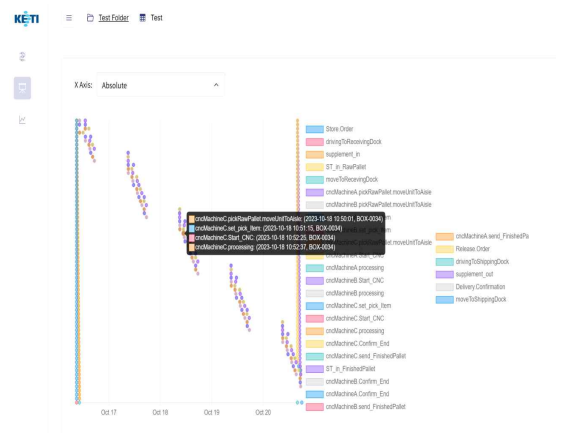 KETI
Test Folder
Test
X Axis:
Absolute
Store.Order
drivingToReceivingDock
supplement_in
ST_in_RawPallet
moveToRecevingDock
cncMachineA.pickRawPallet.moveUnitToAisle
cncMachineB.pickRawPallet.moveUnitToAisle
cncMachineC.pickRawPallet.moveUnitToAisle: (2023-10-18 10:50:01, BOX-0034)
cncMachineC.set_pick_Item: (2023-10-18 10:51:15, BOX-0034)
cncMachineC.Start_CNC: (2023-10-18 10:52:25, BOX-0034)
cncMachineC.processing: (2023-10-18 10:52:37, BOX-0034)
cncMachineA.Start_CNC
cncMachineA.processing
cncMachineB.Start_CNC
cncMachineB.processing
cncMachineC.set_pick_Item
cncMachineC.Start_CNC
cncMachineC.processing
cncMachineC.Confirm_End
cncMachineC.send_FinishedPallet
ST_in_FinishedPallet
cncMachineB.Confirm_End
cncMachineA.Confirm_End
cncMachineB.send_FinishedPallet
cncMachineA.send_FinishedPa
Release.Order
drivingToShippingDock
supplement_out
Delivery.Confirmation
moveToShippingDock
Oct 17
Oct 18
Oct 19
Oct 20